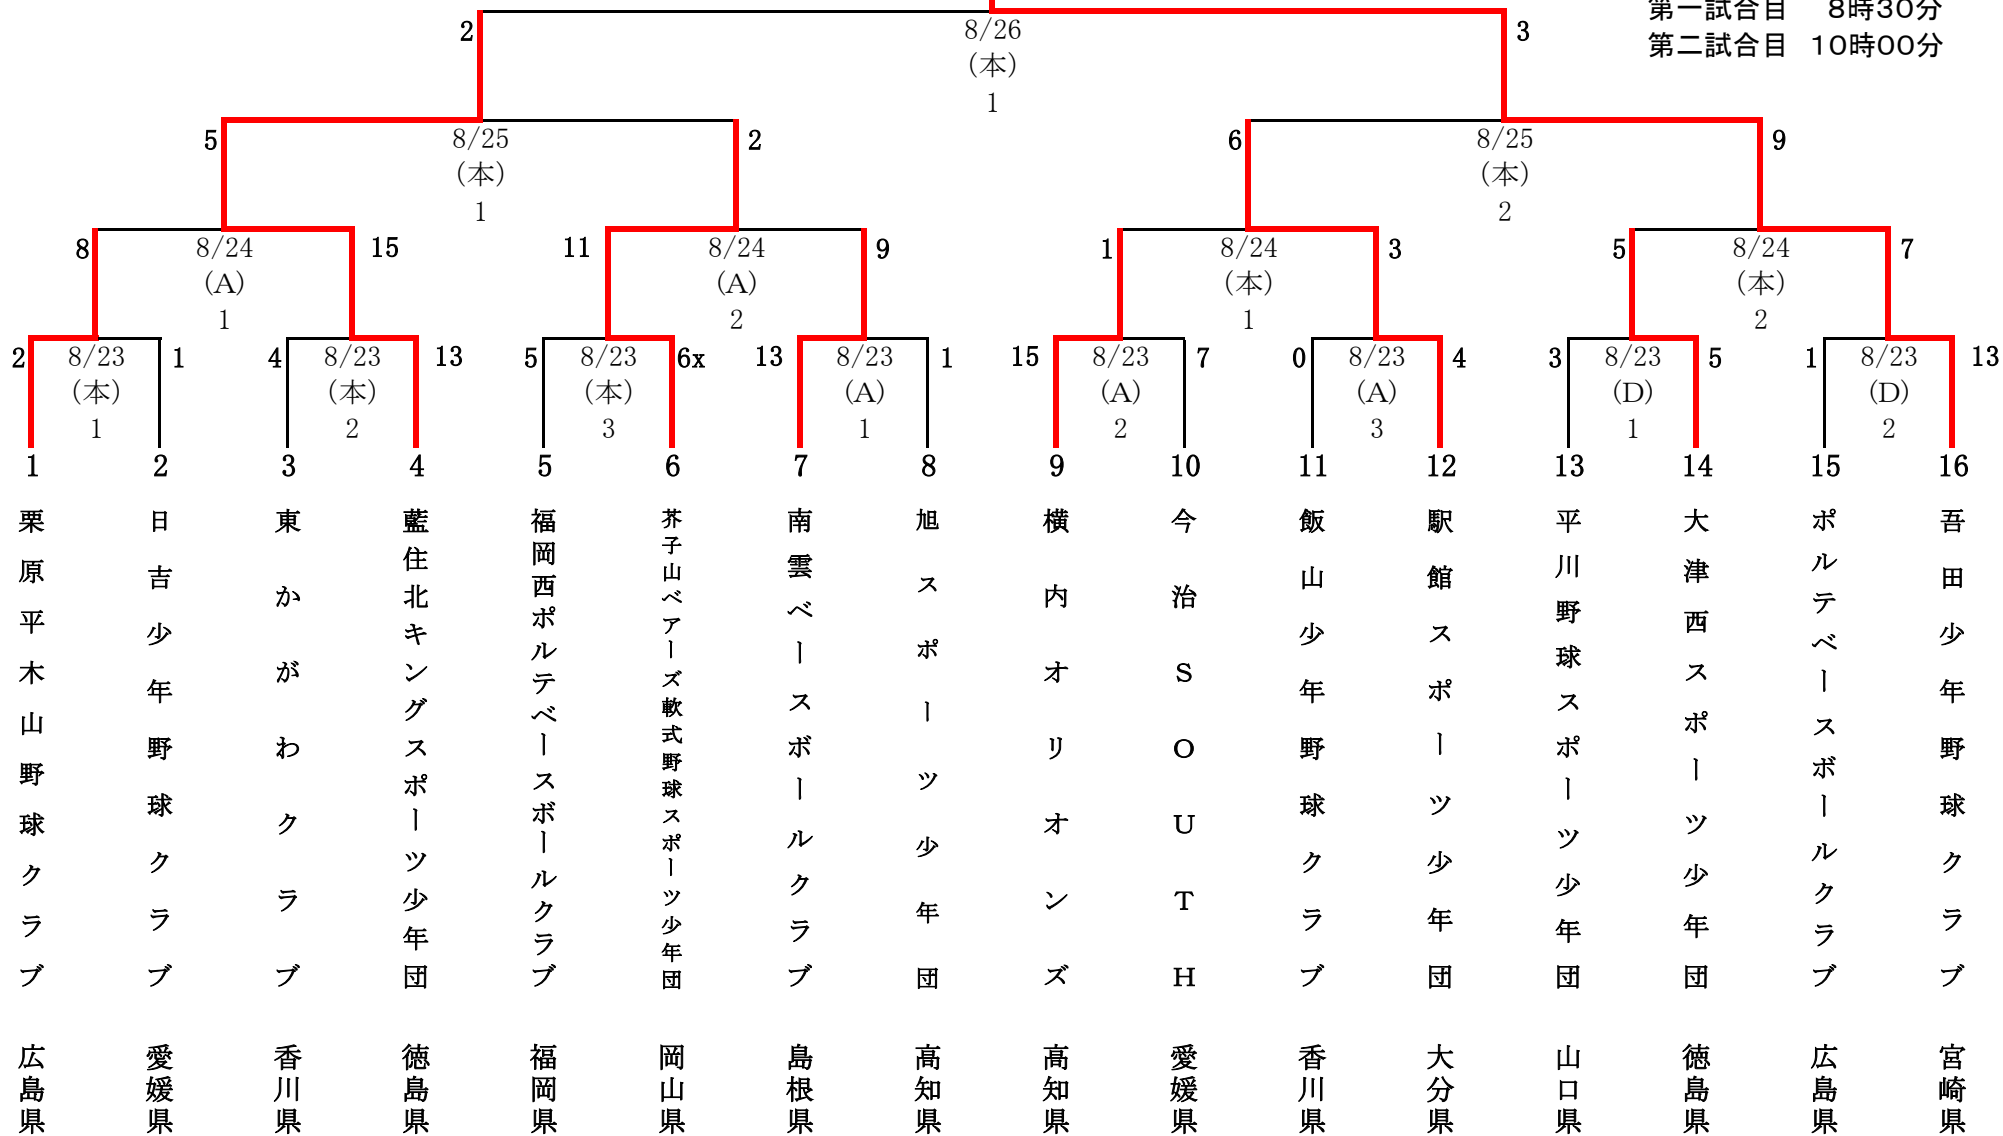 第一試合目 8時30分
第二試合目 10時00分
2
8/26
(本)
1
3
5
8/25
(本)
1
2
6
8/25
(本)
2
9
8
8/24
(A)
1
15
11
8/24
(A)
2
9
1
8/24
(本)
1
3
5
8/24
(本)
2
7
2
8/23
(本)
1
1
4
8/23
(本)
2
13
5
8/23
(本)
3
6x
13
8/23
(A)
1
1
15
8/23
(A)
2
7
0
8/23
(A)
3
4
3
8/23
(D)
1
5
1
8/23
(D)
2
13
1
栗原平木山野球クラブ
広島県
2
日吉少年野球クラブ
愛媛県
3
東かがわクラブ
香川県
4
藍住北キングスポーツ少年団
徳島県
5
福岡西ポルテベースボールクラブ
福岡県
6
芥子山ベアーズ軟式野球スポーツ少年団
岡山県
7
南雲ベースボールクラブ
島根県
8
旭スポーツ少年団
高知県
9
横内オリオンズ
高知県
10
今治SOUTH
愛媛県
11
飯山少年野球クラブ
香川県
12
駅館スポーツ少年団
大分県
13
平川野球スポーツ少年団
山口県
14
大津西スポーツ少年団
徳島県
15
ポルテベースボールクラブ
広島県
16
吾田少年野球クラブ
宮崎県